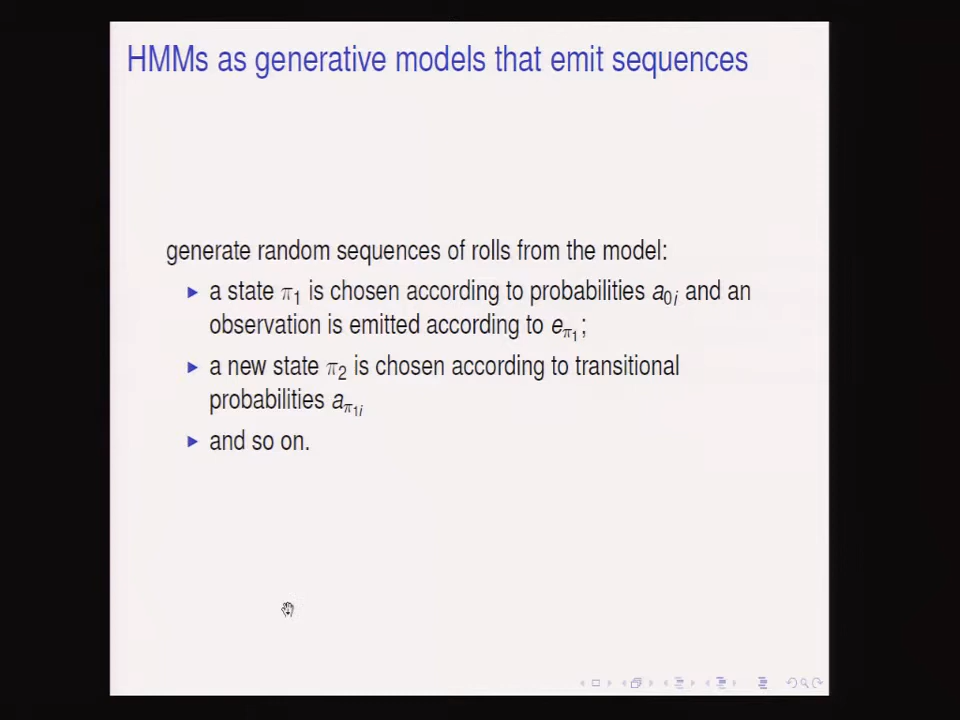 HMMs as generative models that emit sequences
generate random sequences of rolls from the model:
▶ a state π₁ is chosen according to probabilities a₀ᵢ and an
observation is emitted according to e_π₁;
▶ a new state π₂ is chosen according to transitional
probabilities a_π₁ᵢ
▶ and so on.